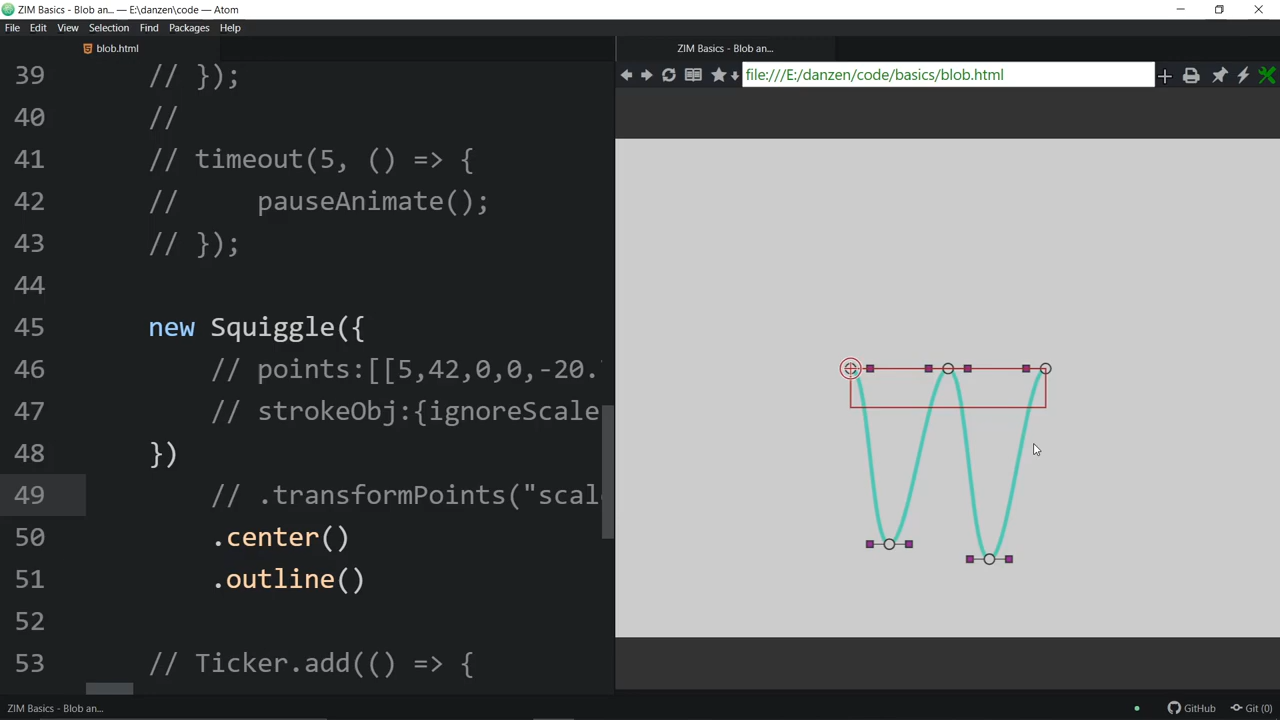 ZIM Basics - Blob an... — E:\danzen\code — Atom
File Edit View Selection Find Packages Help
blob.html
ZIM Basics - Blob an...
file:///E:/danzen/code/basics/blob.html
39 // });
40 //
41 // timeout(5, () => {
42 // pauseAnimate();
43 // });
44
45 new Squiggle({
46 // points:[[5,42,0,0,-20.
47 // strokeObj:{ignoreScale
48 })
49 // .transformPoints("scal
50 .center()
51 .outline()
52
53 // Ticker.add(() => {
ZIM Basics - Blob an...
GitHub Git (0)